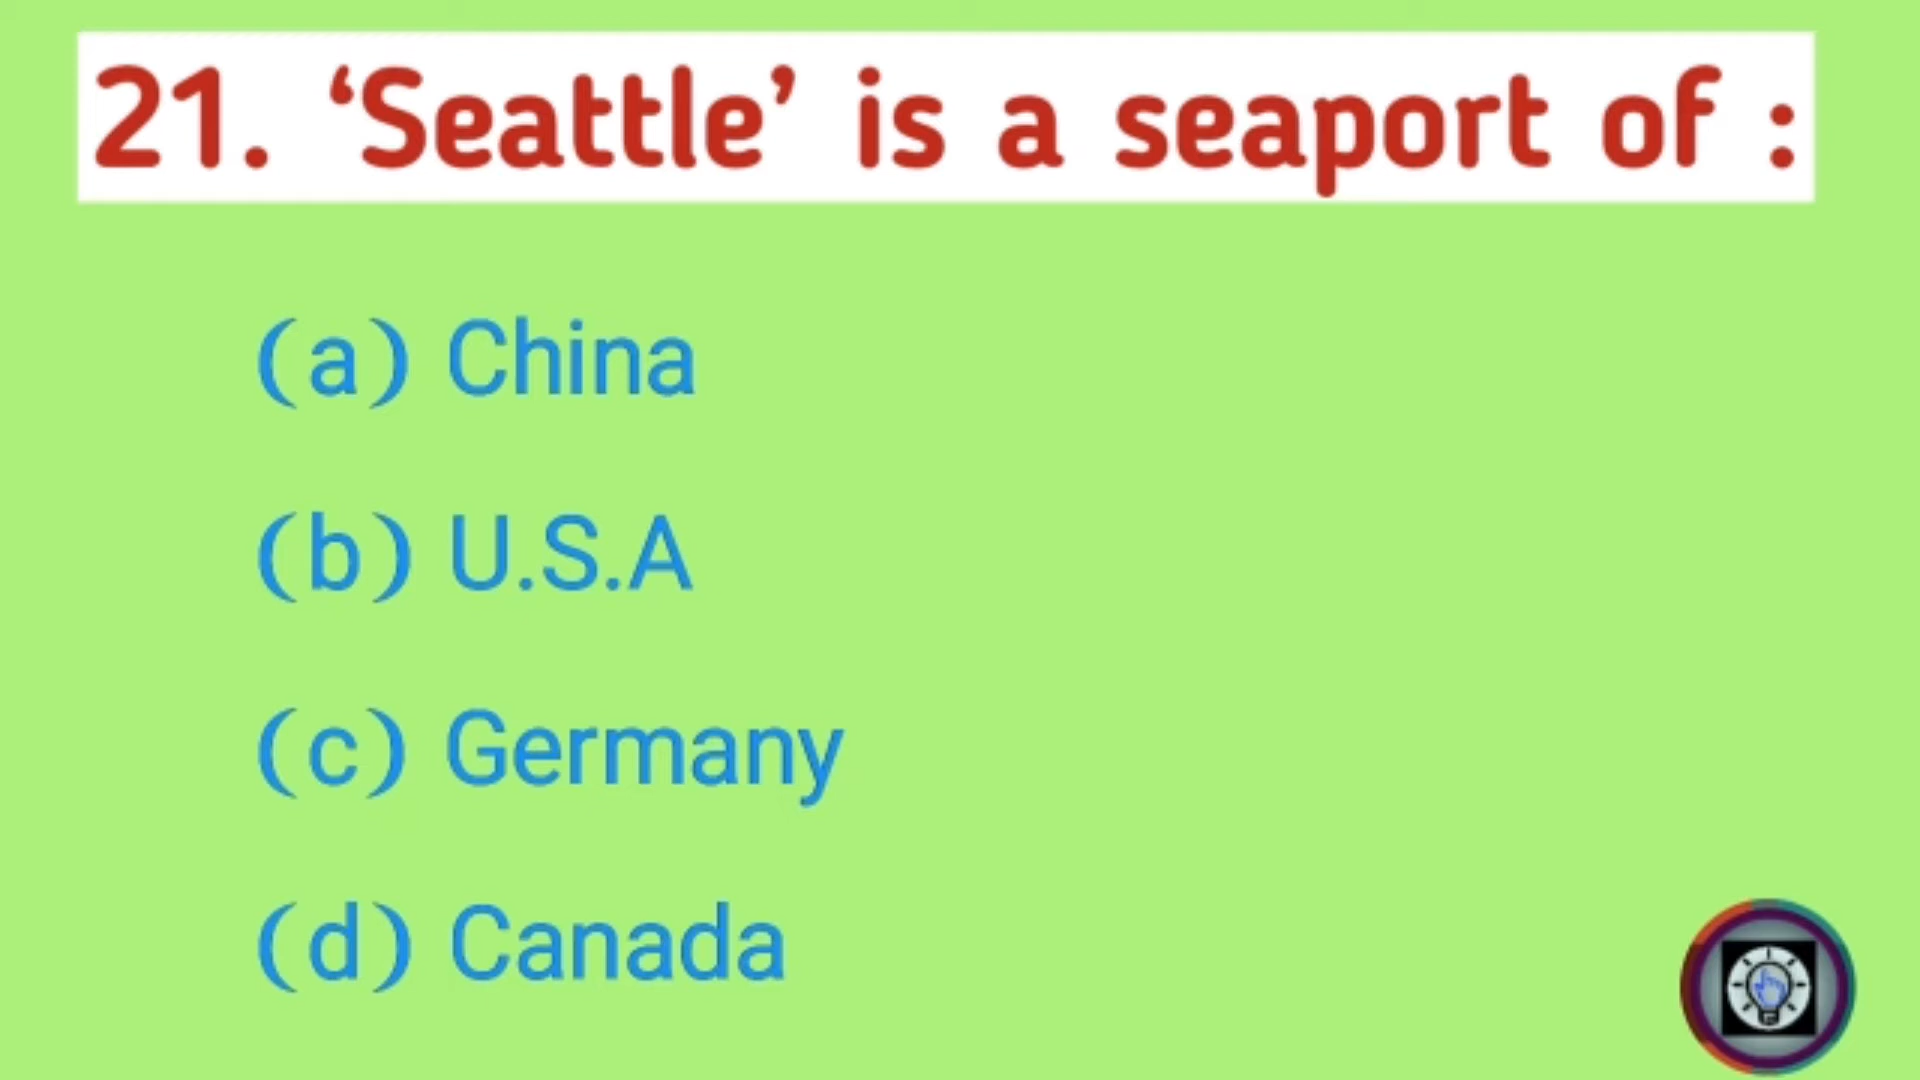 21. ‘Seattle’ is a seaport of :
(a) China
(b) U.S.A
(c) Germany
(d) Canada